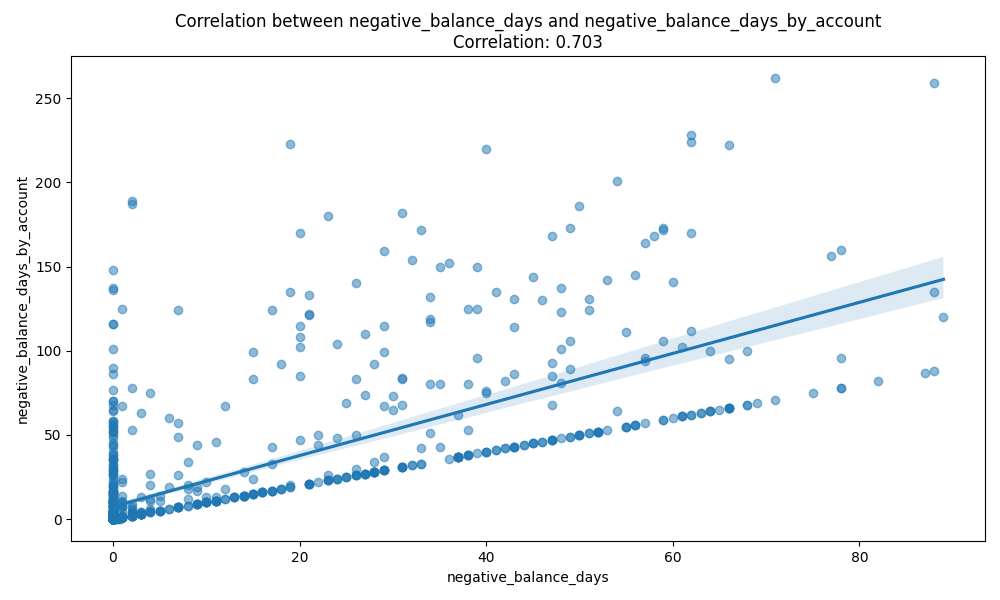 Correlation between negative_balance_days and negative_balance_days_by_account
Correlation: 0.703
negative_balance_days_by_account
250
200
150
100
50
0
0 20 40 60 80
negative_balance_days